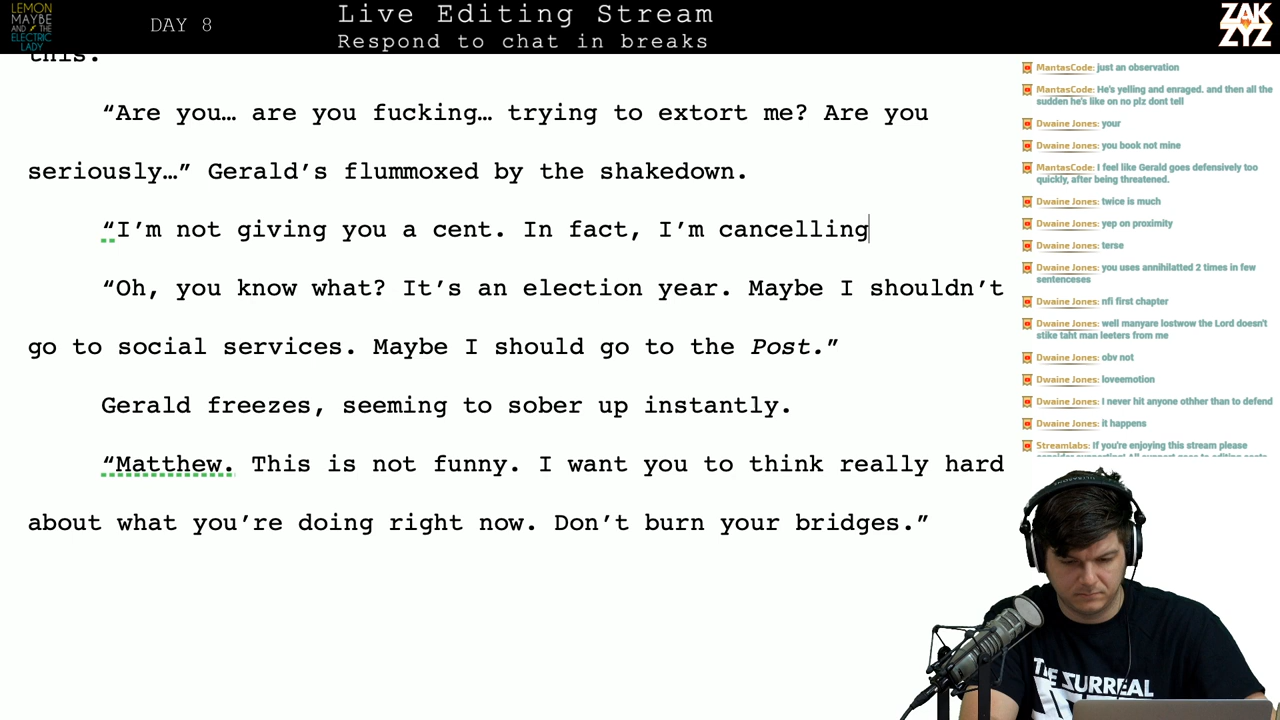 LEMON
MAYBE
AND THE
ELECTRIC
LADY
DAY 8
Live Editing Stream
Respond to chat in breaks
ZAK
ZYZ
this.
“Are you… are you fucking… trying to extort me? Are you
seriously…” Gerald’s flummoxed by the shakedown.
“I’m not giving you a cent. In fact, I’m cancelling
“Oh, you know what? It’s an election year. Maybe I shouldn’t
go to social services. Maybe I should go to the Post.”
Gerald freezes, seeming to sober up instantly.
“Matthew. This is not funny. I want you to think really hard
about what you’re doing right now. Don’t burn your bridges.”
MantasCode: just an observation
MantasCode: He's yelling and enraged. and then all the
sudden he's like on no plz dont tell
Dwaine Jones: your
Dwaine Jones: you book not mine
MantasCode: I feel like Gerald goes defensively too
quickly, after being threatened.
Dwaine Jones: twice is much
Dwaine Jones: yep on proximity
Dwaine Jones: terse
Dwaine Jones: you uses annihilatted 2 times in few
sentenceses
Dwaine Jones: nfi first chapter
Dwaine Jones: well manyare lostwow the Lord doesn't
stike taht man leeters from me
Dwaine Jones: obv not
Dwaine Jones: loveemotion
Dwaine Jones: I never hit anyone othher than to defend
Dwaine Jones: it happens
Streamlabs: If you're enjoying this stream please
consider supporting! All support goes to editing costs
ULTRASONE
THE SURREAL